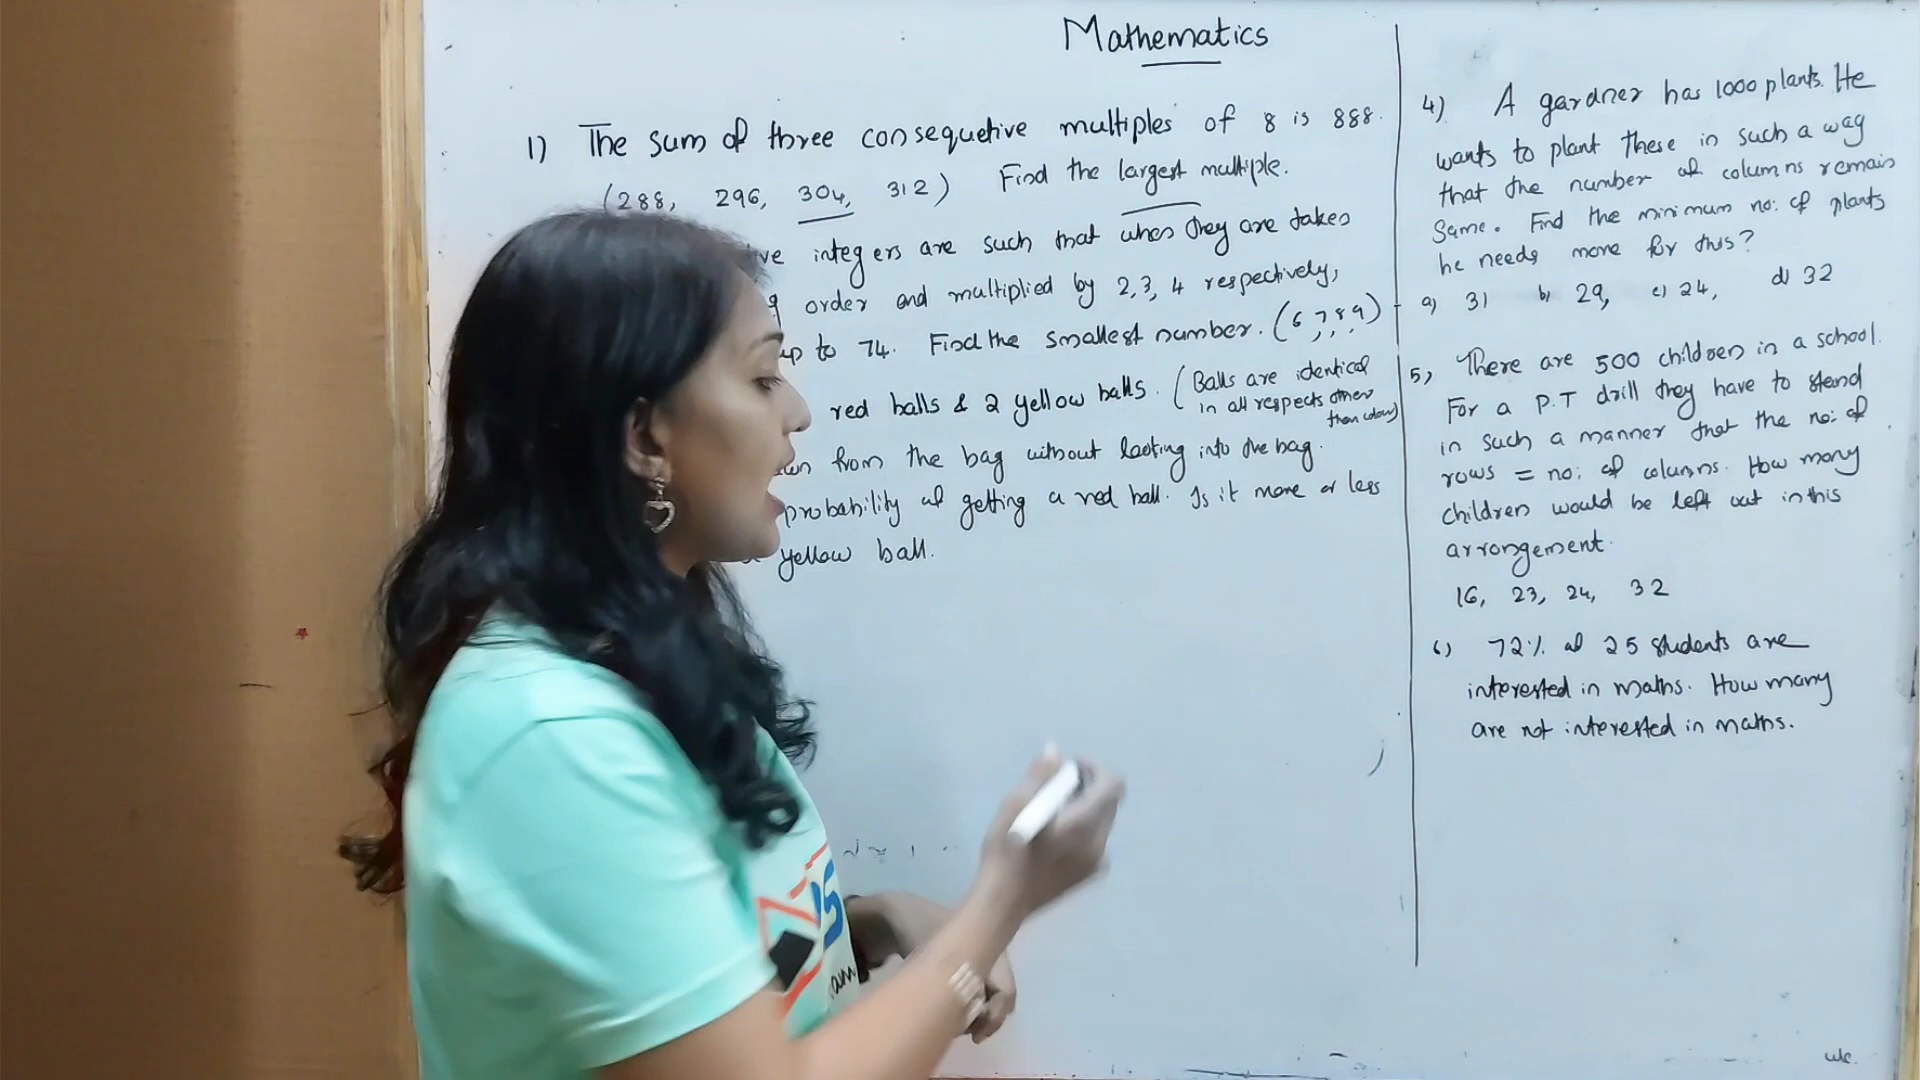 Mathematics
1) The sum of three consequetive multiples of 8 is 888.
(288, 296, 304, 312) Find the largest multiple.
ve integers are such that when they are taken
g order and multiplied by 2,3,4 respectively,
up to 74. Find the smallest number. (6,7,8,9)
red balls & 2 yellow balls. (Balls are identical
in all respects other
than colour)
wn from the bag without looking into the bag.
probability of getting a red ball. Is it more or less
yellow ball.
4) A gardner has 1000 plants. He
wants to plant these in such a way
that the number of columns remain
same. Find the minimum no: of plants
he needs more for this?
a) 31 b) 29, c) 24, d) 32
5) There are 500 children in a school.
For a P.T drill they have to stand
in such a manner that the no: of
rows = no: of columns. How many
children would be left out in this
arrangement.
16, 23, 24, 32
6) 72% of 25 students are
interested in maths. How many
are not interested in maths.
am